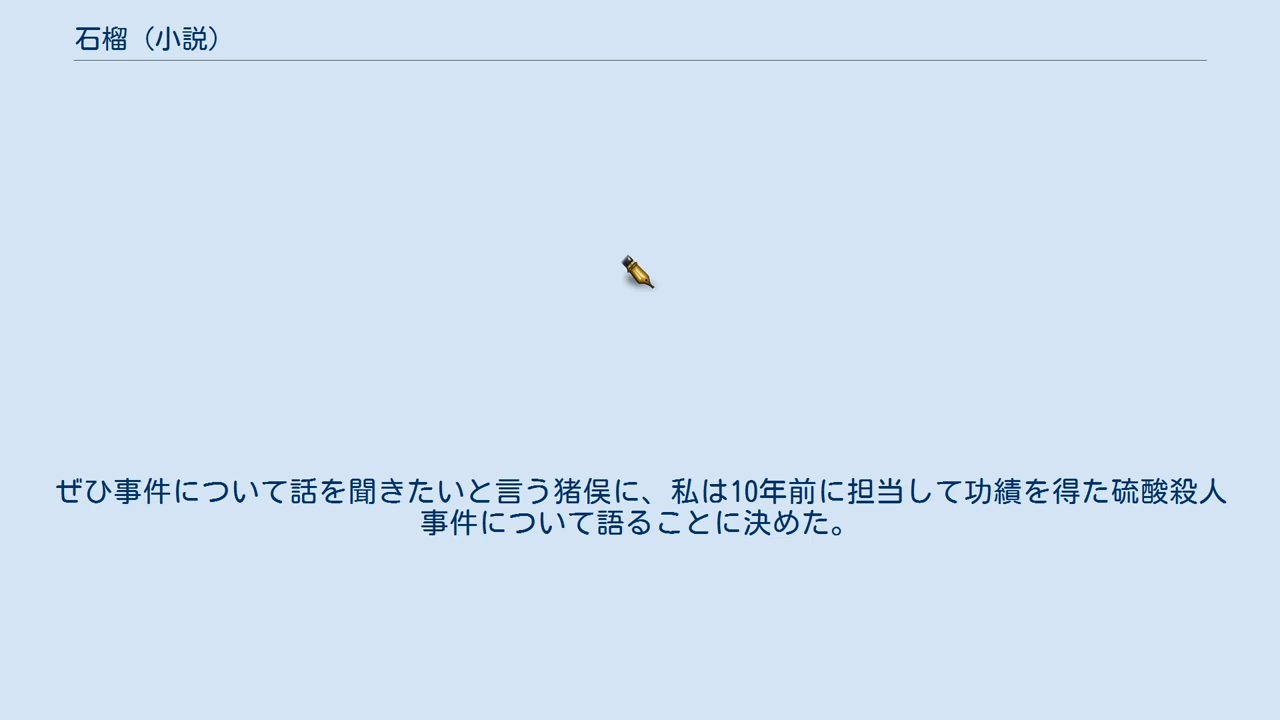 石榴（小説）
ぜひ事件について話を聞きたいと言う猪俣に、私は10年前に担当して功績を得た硫酸殺人
事件について語ることに決めた。